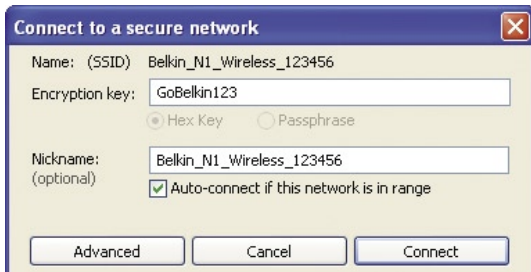 Connect to a secure network
Name: (SSID) Belkin_N1_Wireless_123456
Encryption key: GoBelkin123
Hex Key Passphrase
Nickname: Belkin_N1_Wireless_123456
(optional)
Auto-connect if this network is in range
Advanced Cancel Connect